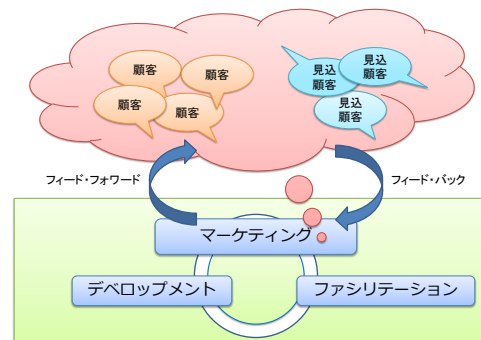 顧客
顧客
顧客
顧客
見込
顧客
見込
顧客
見込
顧客
フィード・フォワード
フィード・バック
マーケティング
デベロップメント
ファシリテーション